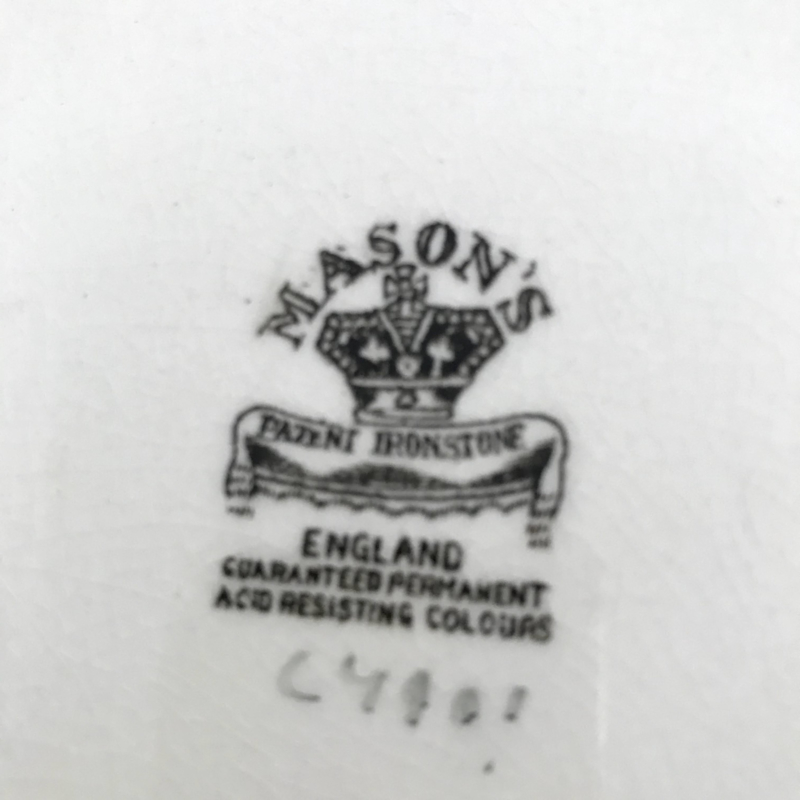 MASON'S
PATENT IRONSTONE
ENGLAND
GUARANTEED PERMANENT
ACID RESISTING COLOURS